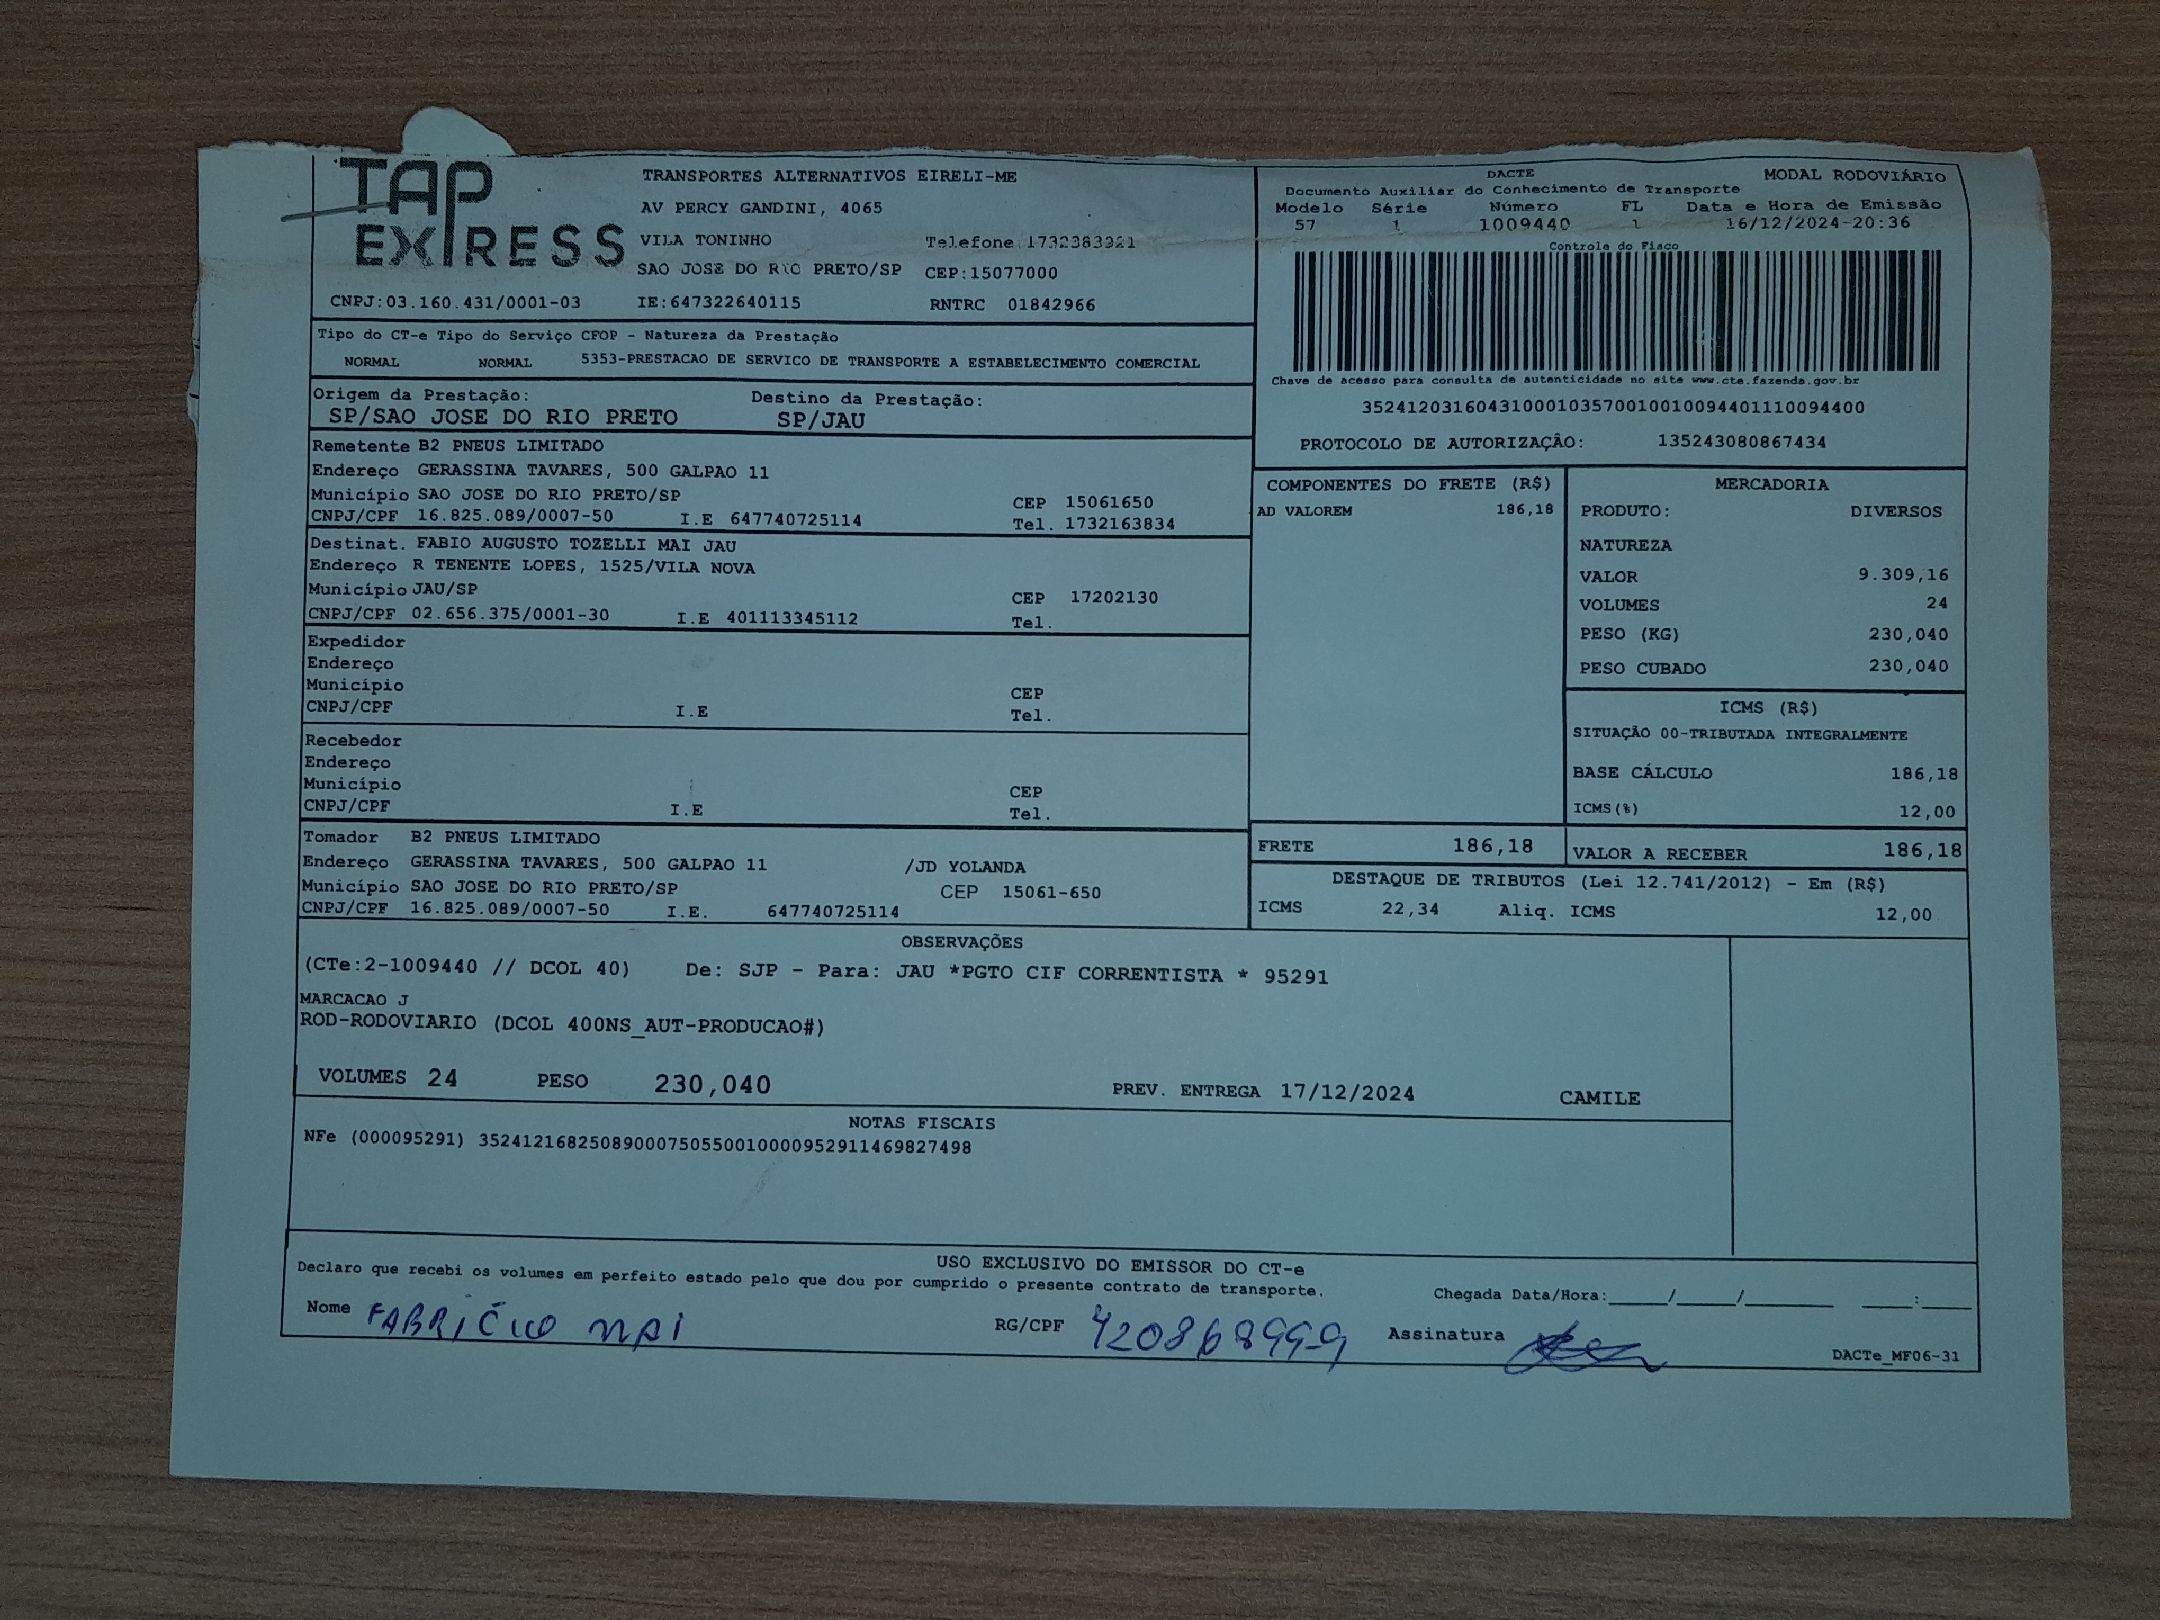 TAP
EXPRESS
TRANSPORTES ALTERNATIVOS EIRELI-ME
AV PERCY GANDINI, 4065
VILA TONINHO Telefone 1732383321
SAO JOSE DO RIO PRETO/SP CEP:15077000
CNPJ:03.160.431/0001-03 IE:647322640115 RNTRC 01842966
DACTE MODAL RODOVIÁRIO
Documento Auxiliar do Conhecimento de Transporte
Modelo Série Número FL Data e Hora de Emissão
57 1 1009440 1 16/12/2024-20:36
Controle do Fisco
Chave de acesso para consulta de autenticidade no site www.cte.fazenda.gov.br
35241203160431000103570010010094401110094400
PROTOCOLO DE AUTORIZAÇÃO: 135243080867434
Tipo do CT-e Tipo do Serviço CFOP - Natureza da Prestação
NORMAL NORMAL 5353-PRESTACAO DE SERVICO DE TRANSPORTE A ESTABELECIMENTO COMERCIAL
Origem da Prestação: Destino da Prestação:
SP/SAO JOSE DO RIO PRETO SP/JAU
Remetente B2 PNEUS LIMITADO
Endereço GERASSINA TAVARES, 500 GALPAO 11
Município SAO JOSE DO RIO PRETO/SP CEP 15061650
CNPJ/CPF 16.825.089/0007-50 I.E 647740725114 Tel. 1732163834
Destinat. FABIO AUGUSTO TOZELLI MAI JAU
Endereço R TENENTE LOPES, 1525/VILA NOVA
Município JAU/SP CEP 17202130
CNPJ/CPF 02.656.375/0001-30 I.E 401113345112 Tel.
Expedidor
Endereço
Município CEP
CNPJ/CPF I.E Tel.
Recebedor
Endereço
Município CEP
CNPJ/CPF I.E Tel.
Tomador B2 PNEUS LIMITADO
Endereço GERASSINA TAVARES, 500 GALPAO 11 /JD YOLANDA
Município SAO JOSE DO RIO PRETO/SP CEP 15061-650
CNPJ/CPF 16.825.089/0007-50 I.E. 647740725114
COMPONENTES DO FRETE (R$)
AD VALOREM 186,18
MERCADORIA
PRODUTO: DIVERSOS
NATUREZA
VALOR 9.309,16
VOLUMES 24
PESO (KG) 230,040
PESO CUBADO 230,040
ICMS (R$)
SITUAÇÃO 00-TRIBUTADA INTEGRALMENTE
BASE CÁLCULO 186,18
ICMS(%) 12,00
FRETE 186,18 VALOR A RECEBER 186,18
DESTAQUE DE TRIBUTOS (Lei 12.741/2012) - Em (R$)
ICMS 22,34 Aliq. ICMS 12,00
OBSERVAÇÕES
(CTe:2-1009440 // DCOL 40) De: SJP - Para: JAU *PGTO CIF CORRENTISTA * 95291
MARCACAO J
ROD-RODOVIARIO (DCOL 400NS_AUT-PRODUCAO#)
VOLUMES 24 PESO 230,040 PREV. ENTREGA 17/12/2024 CAMILE
NOTAS FISCAIS
NFe (000095291) 35241216825089000750550010000952911469827498
USO EXCLUSIVO DO EMISSOR DO CT-e
Declaro que recebi os volumes em perfeito estado pelo que dou por cumprido o presente contrato de transporte.
Chegada Data/Hora:____/____/______ ___:___
Nome FABRICIO MAI RG/CPF 420868999 Assinatura
DACTe_MF06-31